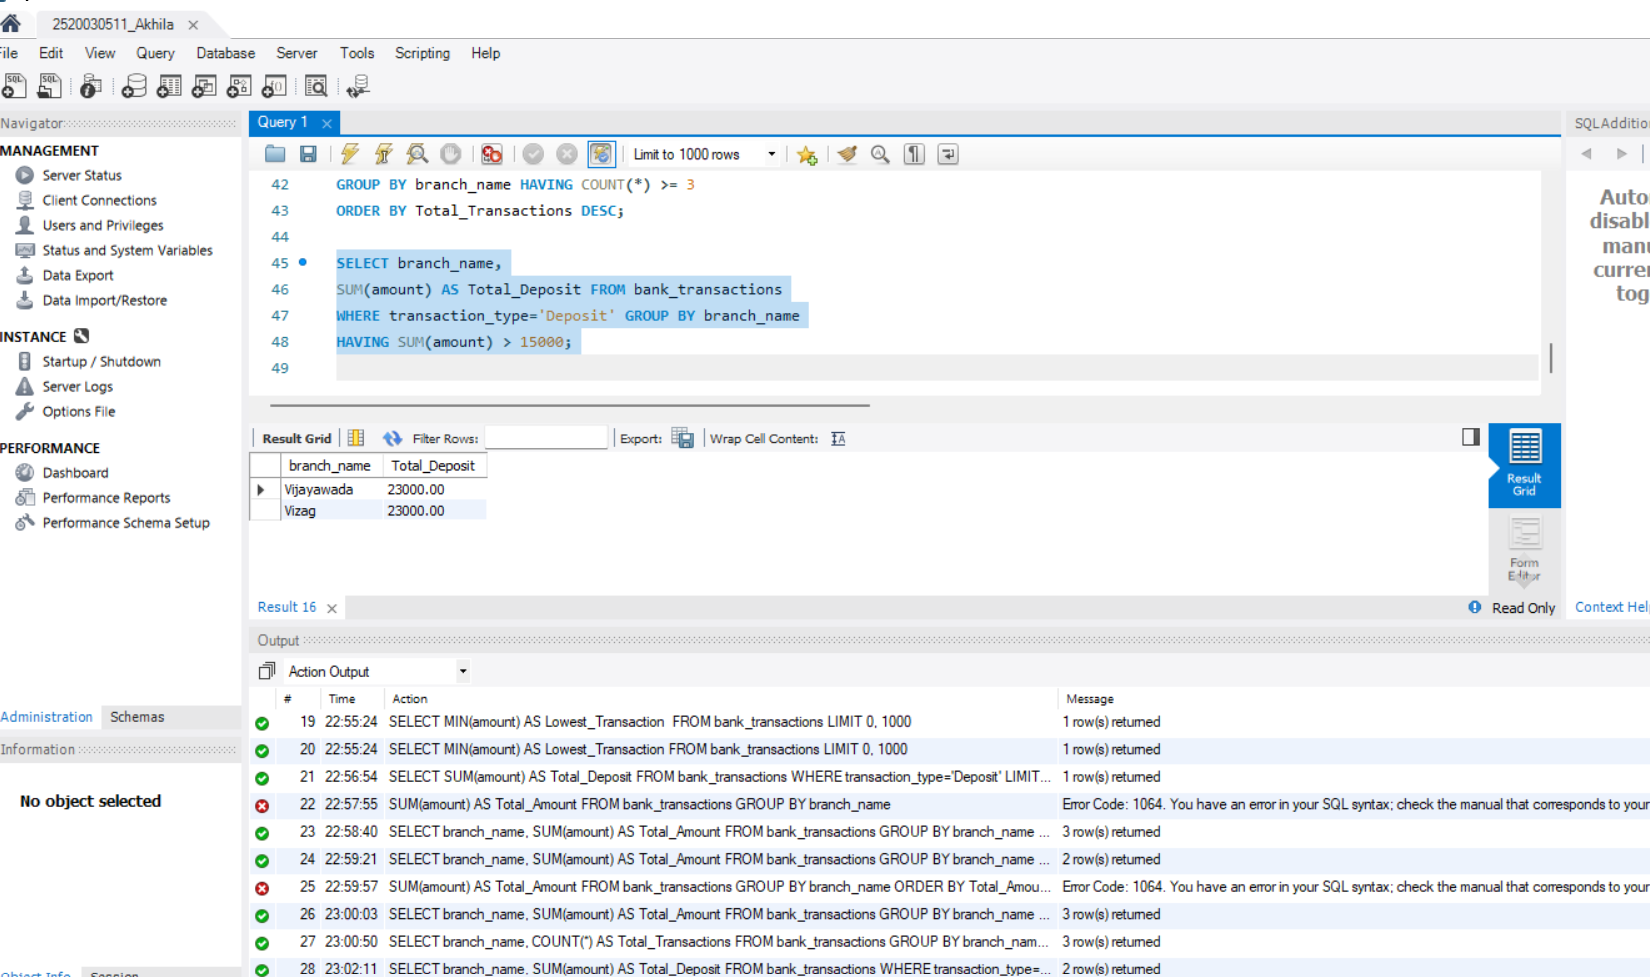 2520030511_Akhila
File Edit View Query Database Server Tools Scripting Help
Navigator
MANAGEMENT
Server Status
Client Connections
Users and Privileges
Status and System Variables
Data Export
Data Import/Restore
INSTANCE
Startup / Shutdown
Server Logs
Options File
PERFORMANCE
Dashboard
Performance Reports
Performance Schema Setup
Administration Schemas
Information
No object selected
Object Info Session
Query 1
Limit to 1000 rows
42 GROUP BY branch_name HAVING COUNT(*) >= 3
43 ORDER BY Total_Transactions DESC;
44
45 SELECT branch_name,
46 SUM(amount) AS Total_Deposit FROM bank_transactions
47 WHERE transaction_type='Deposit' GROUP BY branch_name
48 HAVING SUM(amount) > 15000;
49
Result Grid Filter Rows: Export: Wrap Cell Content:
branch_name Total_Deposit
Vijayawada 23000.00
Vizag 23000.00
Result
Grid
Form
Editor
Result 16
Read Only
Output
Action Output
# Time Action Message
19 22:55:24 SELECT MIN(amount) AS Lowest_Transaction FROM bank_transactions LIMIT 0, 1000 1 row(s) returned
20 22:55:24 SELECT MIN(amount) AS Lowest_Transaction FROM bank_transactions LIMIT 0, 1000 1 row(s) returned
21 22:56:54 SELECT SUM(amount) AS Total_Deposit FROM bank_transactions WHERE transaction_type='Deposit' LIMIT... 1 row(s) returned
22 22:57:55 SUM(amount) AS Total_Amount FROM bank_transactions GROUP BY branch_name Error Code: 1064. You have an error in your SQL syntax; check the manual that corresponds to your
23 22:58:40 SELECT branch_name, SUM(amount) AS Total_Amount FROM bank_transactions GROUP BY branch_name ... 3 row(s) returned
24 22:59:21 SELECT branch_name, SUM(amount) AS Total_Amount FROM bank_transactions GROUP BY branch_name ... 2 row(s) returned
25 22:59:57 SUM(amount) AS Total_Amount FROM bank_transactions GROUP BY branch_name ORDER BY Total_Amou... Error Code: 1064. You have an error in your SQL syntax; check the manual that corresponds to your
26 23:00:03 SELECT branch_name, SUM(amount) AS Total_Amount FROM bank_transactions GROUP BY branch_name ... 3 row(s) returned
27 23:00:50 SELECT branch_name, COUNT(*) AS Total_Transactions FROM bank_transactions GROUP BY branch_nam... 3 row(s) returned
28 23:02:11 SELECT branch_name, SUM(amount) AS Total_Deposit FROM bank_transactions WHERE transaction_type=... 2 row(s) returned
SQLAdditio
Auto
disabl
man
curre
tog
Context Hel